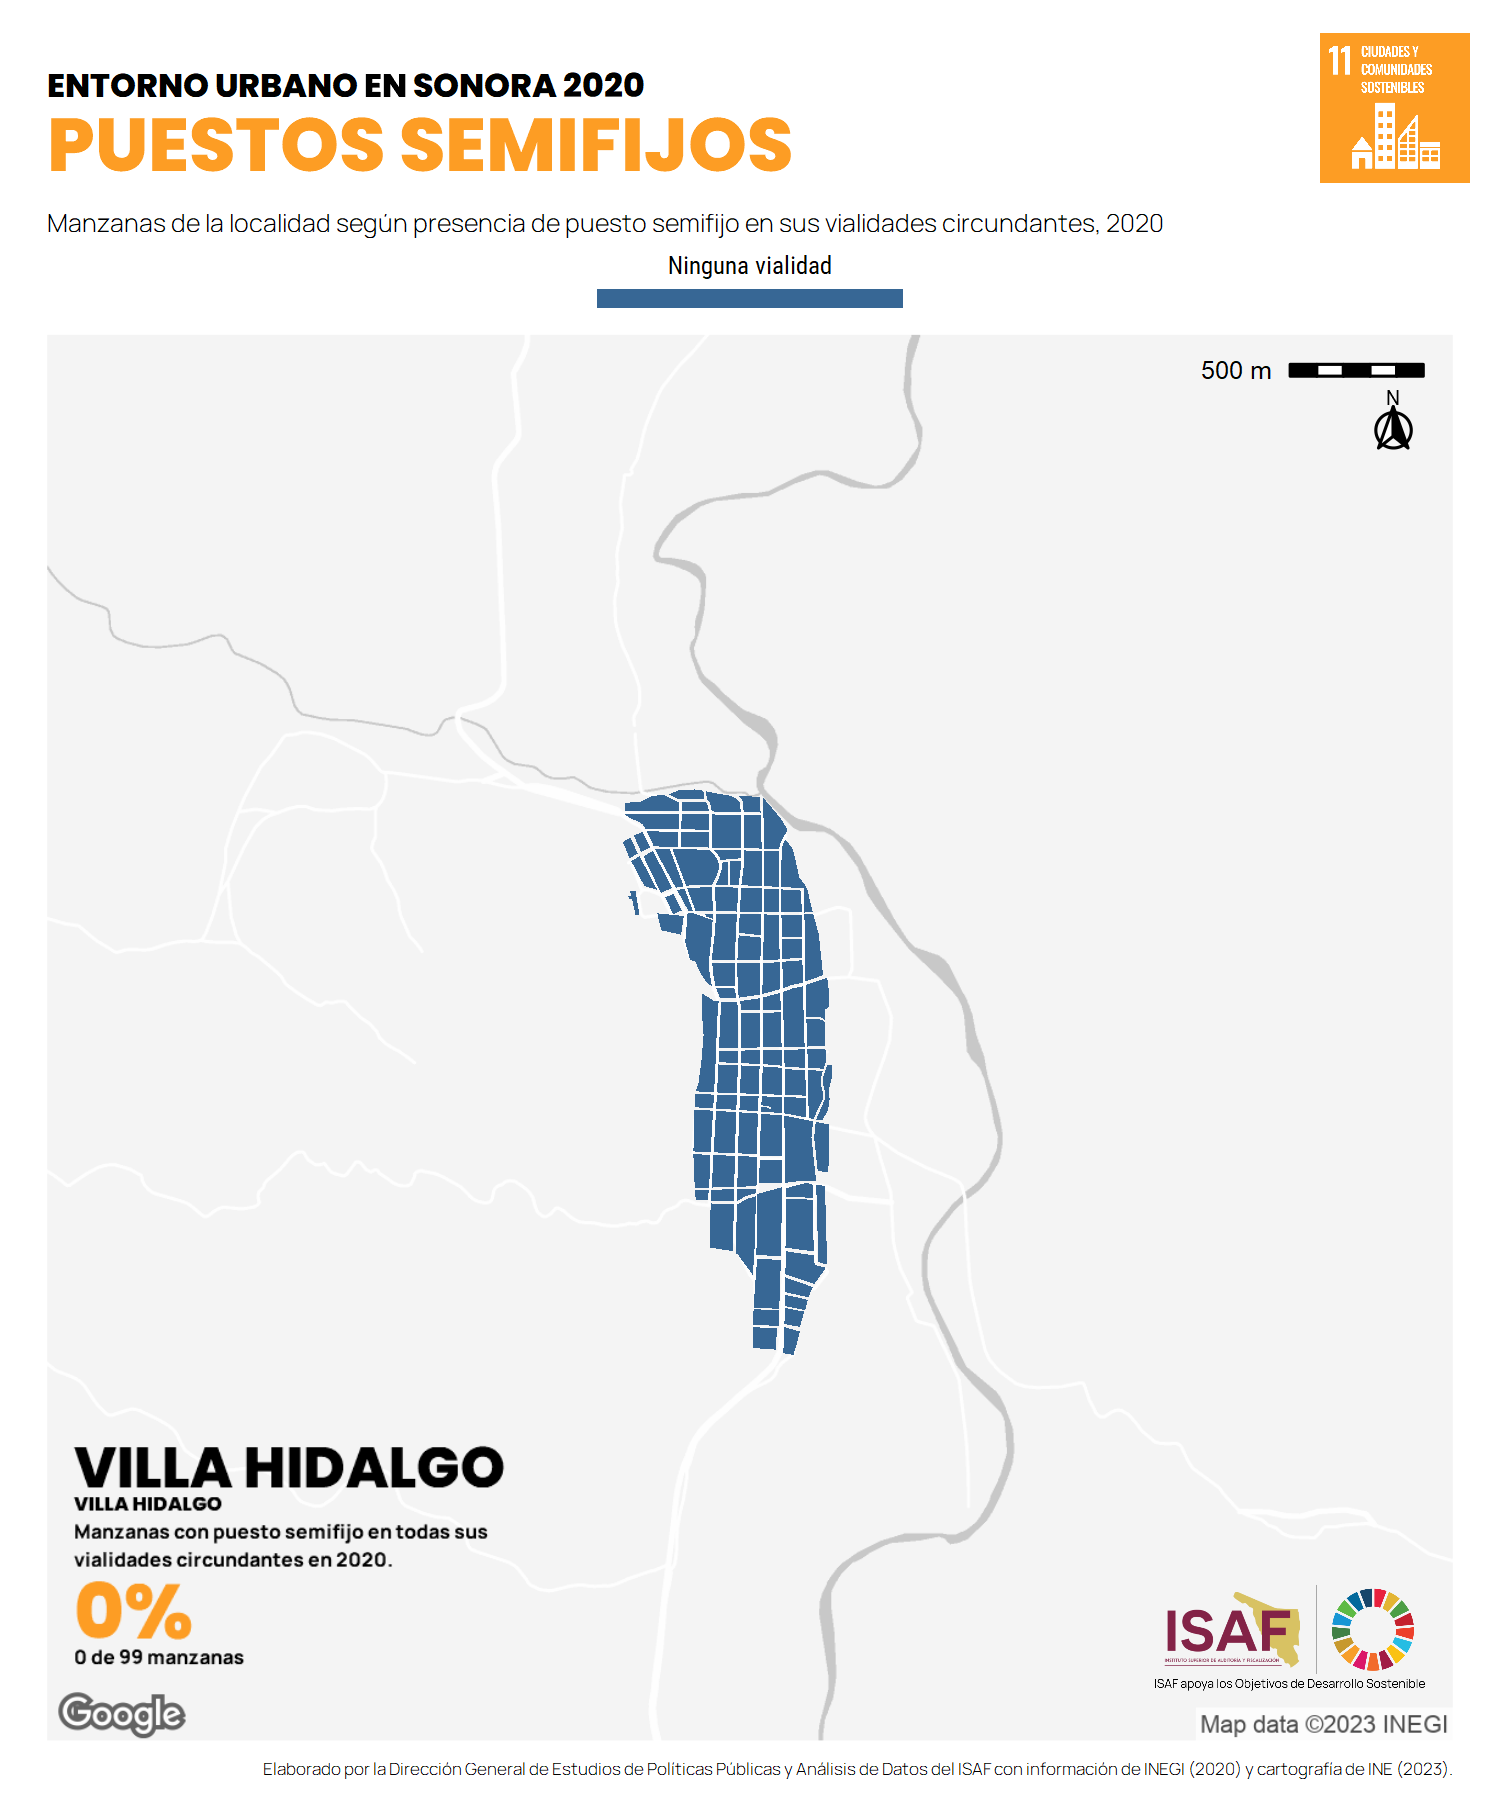 ENTORNO URBANO EN SONORA 2020
PUESTOS SEMIFIJOS
11 CIUDADES Y
COMUNIDADES
SOSTENIBLES
Manzanas de la localidad según presencia de puesto semifijo en sus vialidades circundantes, 2020
Ninguna vialidad
500 m
N
VILLA HIDALGO
VILLA HIDALGO
Manzanas con puesto semifijo en todas sus
vialidades circundantes en 2020.
0%
0 de 99 manzanas
Google
ISAF
INSTITUTO SUPERIOR DE AUDITORÍA Y FISCALIZACIÓN
ISAF apoya los Objetivos de Desarrollo Sostenible
Map data ©2023 INEGI
Elaborado por la Dirección General de Estudios de Políticas Públicas y Análisis de Datos del ISAF con información de INEGI (2020) y cartografía de INE (2023).